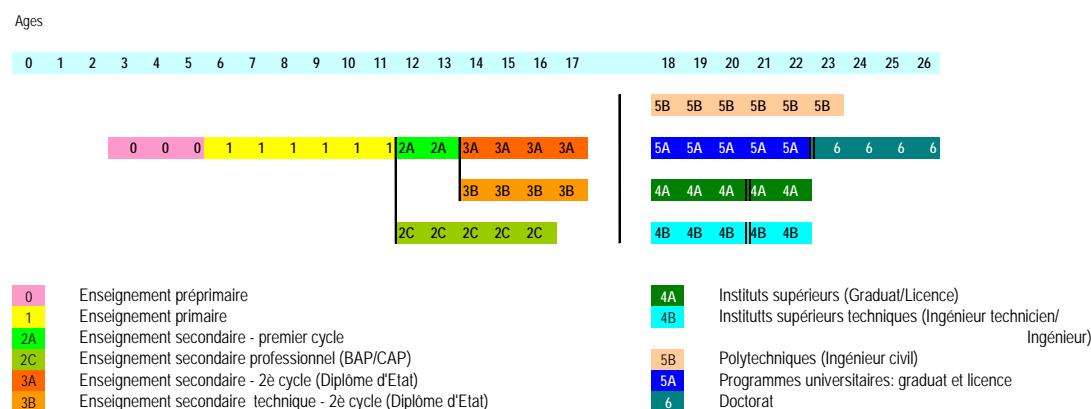 Ages
0 1 2 3 4 5 6 7 8 9 10 11 12 13 14 15 16 17 18 19 20 21 22 23 24 25 26
5B 5B 5B 5B 5B 5B
0 0 0 1 1 1 1 1 1 2A 2A 3A 3A 3A 3A 5A 5A 5A 5A 5A 6 6 6 6
3B 3B 3B 3B 4A 4A 4A 4A 4A
2C 2C 2C 2C 2C 4B 4B 4B 4B 4B
0 Enseignement préprimaire
1 Enseignement primaire
2A Enseignement secondaire - premier cycle
2C Enseignement secondaire professionnel (BAP/CAP)
3A Enseignement secondaire - 2è cycle (Diplôme d'Etat)
3B Enseignement secondaire technique - 2è cycle (Diplôme d'Etat)
4A Instituts supérieurs (Graduat/Licence)
4B Institutts supérieurs techniques (Ingénieur technicien/
Ingénieur)
5B Polytechniques (Ingénieur civil)
5A Programmes universitaires: graduat et licence
6 Doctorat